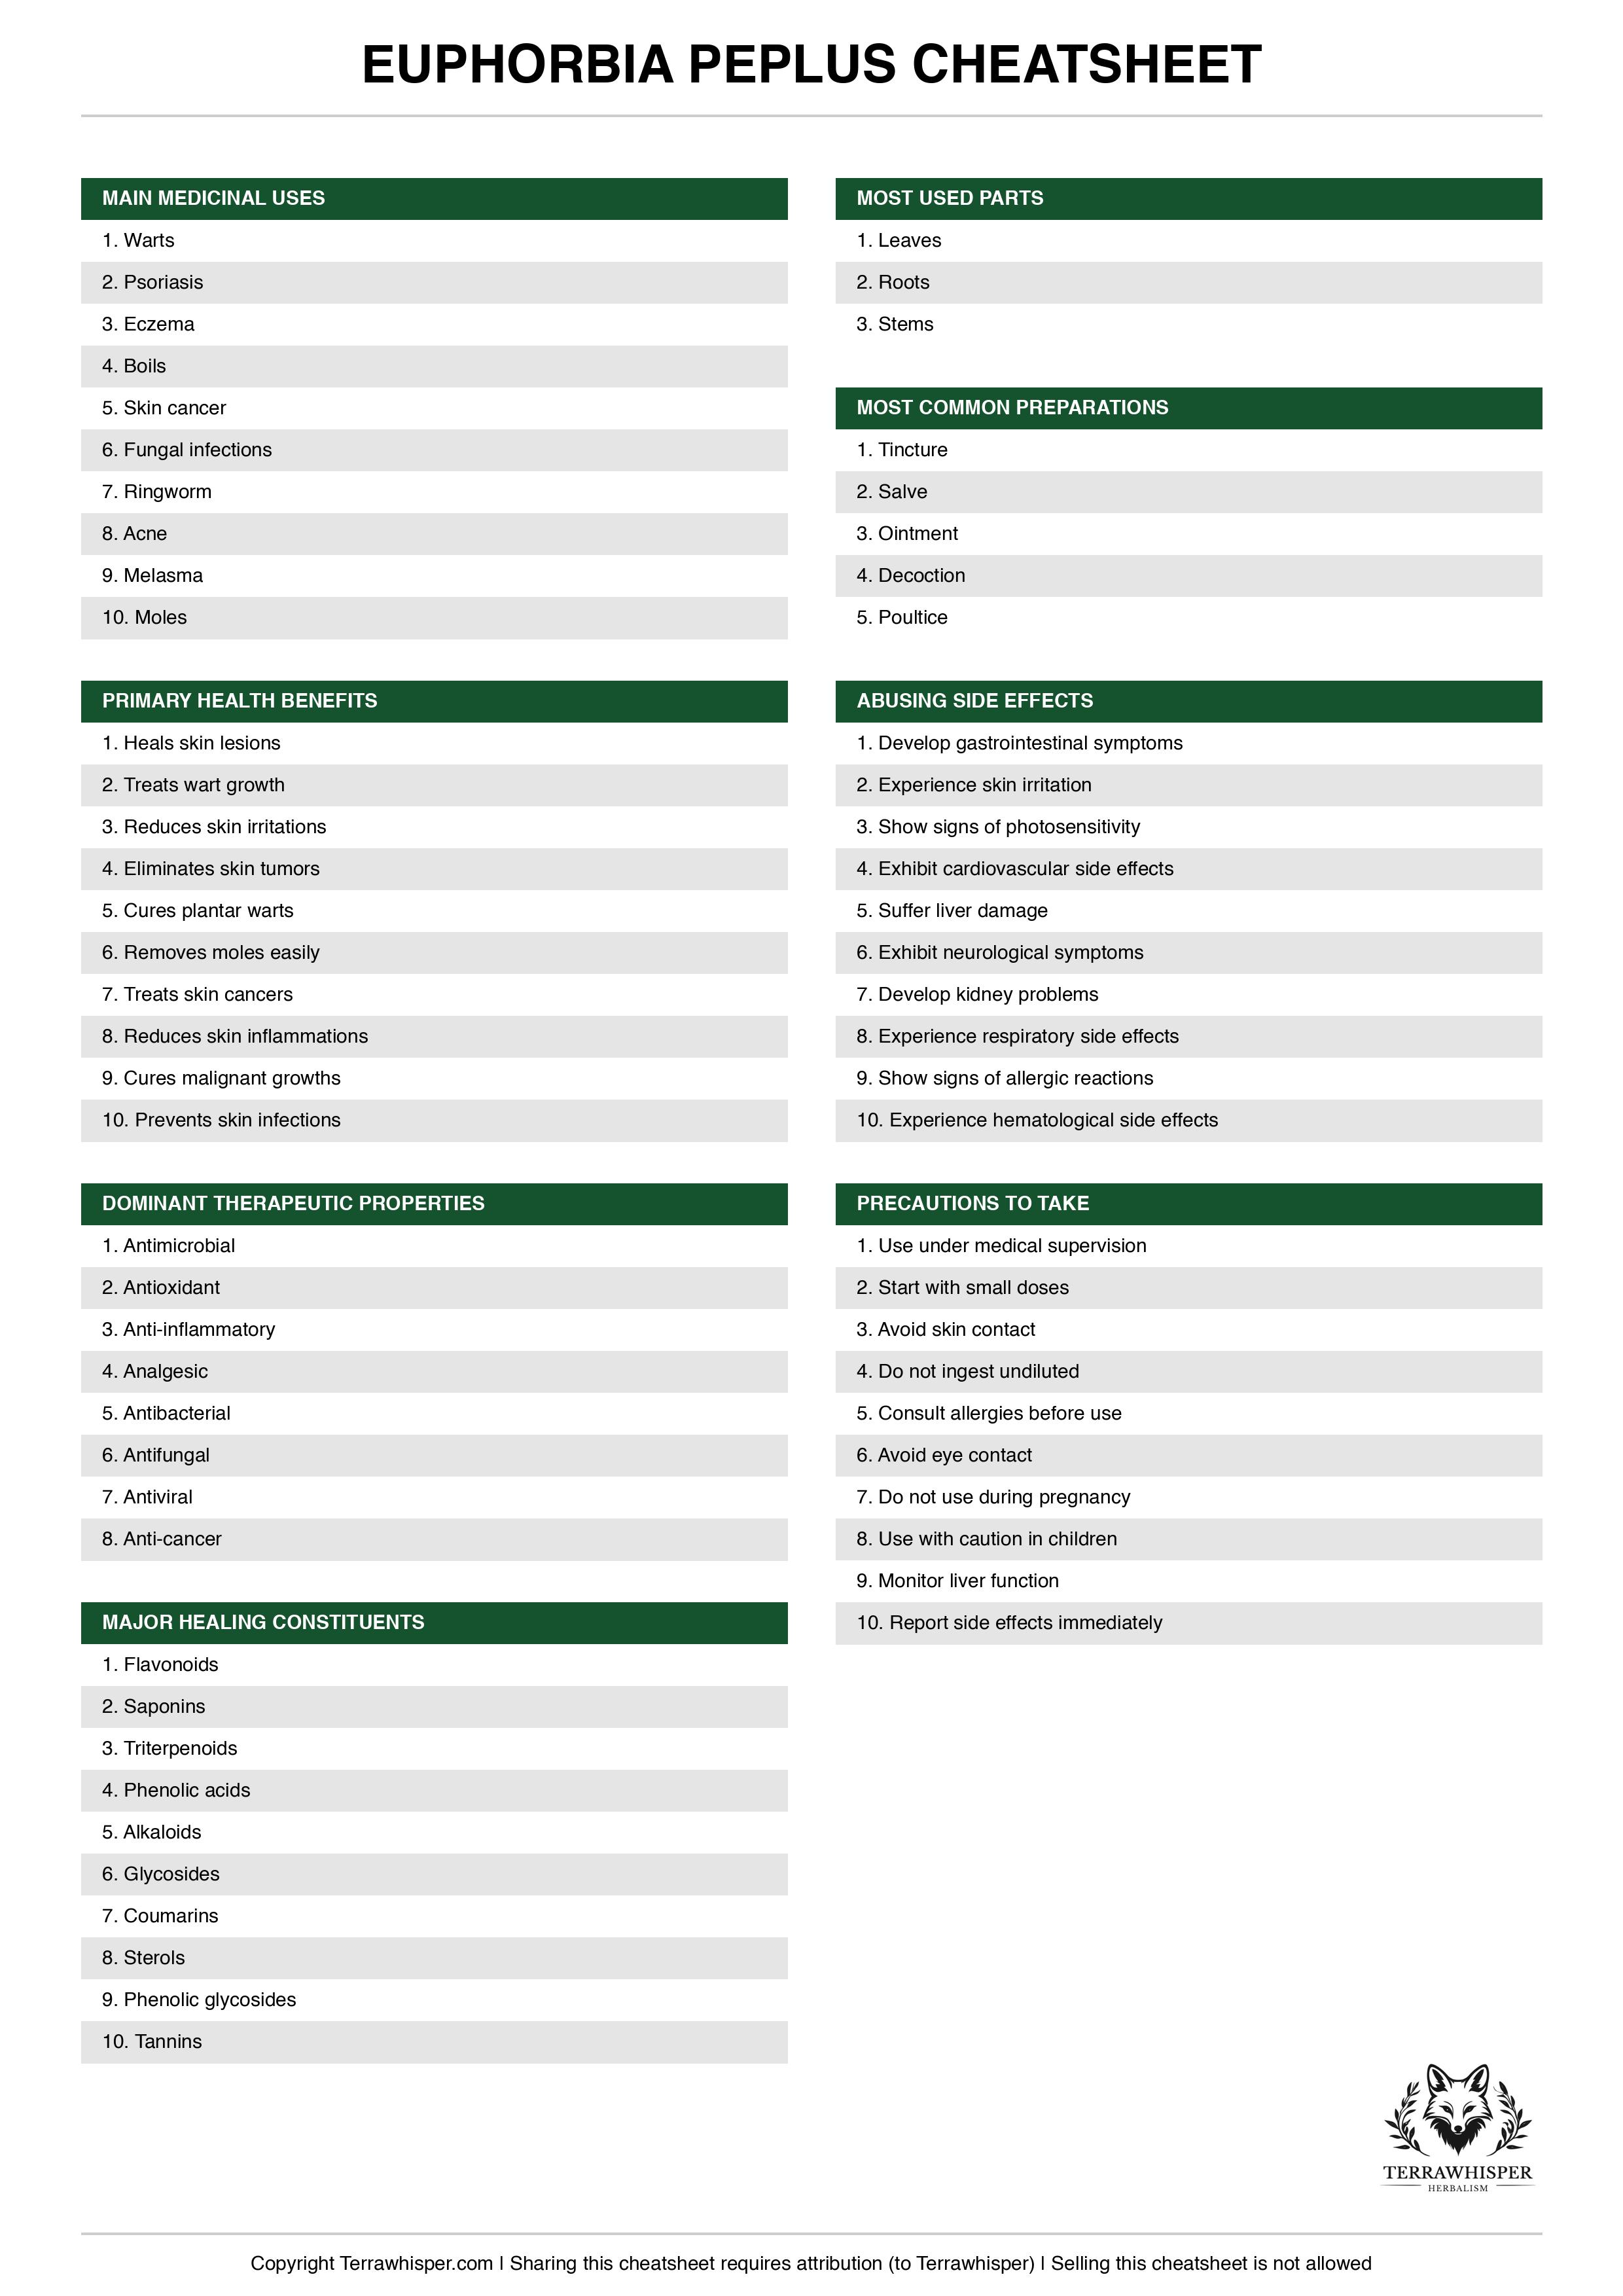 EUPHORBIA PEPLUS CHEATSHEET
MAIN MEDICINAL USES
1. Warts
2. Psoriasis
3. Eczema
4. Boils
5. Skin cancer
6. Fungal infections
7. Ringworm
8. Acne
9. Melasma
10. Moles
PRIMARY HEALTH BENEFITS
1. Heals skin lesions
2. Treats wart growth
3. Reduces skin irritations
4. Eliminates skin tumors
5. Cures plantar warts
6. Removes moles easily
7. Treats skin cancers
8. Reduces skin inflammations
9. Cures malignant growths
10. Prevents skin infections
DOMINANT THERAPEUTIC PROPERTIES
1. Antimicrobial
2. Antioxidant
3. Anti-inflammatory
4. Analgesic
5. Antibacterial
6. Antifungal
7. Antiviral
8. Anti-cancer
MAJOR HEALING CONSTITUENTS
1. Flavonoids
2. Saponins
3. Triterpenoids
4. Phenolic acids
5. Alkaloids
6. Glycosides
7. Coumarins
8. Sterols
9. Phenolic glycosides
10. Tannins
MOST USED PARTS
1. Leaves
2. Roots
3. Stems
MOST COMMON PREPARATIONS
1. Tincture
2. Salve
3. Ointment
4. Decoction
5. Poultice
ABUSING SIDE EFFECTS
1. Develop gastrointestinal symptoms
2. Experience skin irritation
3. Show signs of photosensitivity
4. Exhibit cardiovascular side effects
5. Suffer liver damage
6. Exhibit neurological symptoms
7. Develop kidney problems
8. Experience respiratory side effects
9. Show signs of allergic reactions
10. Experience hematological side effects
PRECAUTIONS TO TAKE
1. Use under medical supervision
2. Start with small doses
3. Avoid skin contact
4. Do not ingest undiluted
5. Consult allergies before use
6. Avoid eye contact
7. Do not use during pregnancy
8. Use with caution in children
9. Monitor liver function
10. Report side effects immediately
TERRAWHISPER
HERBALISM
Copyright Terrawhisper.com | Sharing this cheatsheet requires attribution (to Terrawhisper) | Selling this cheatsheet is not allowed